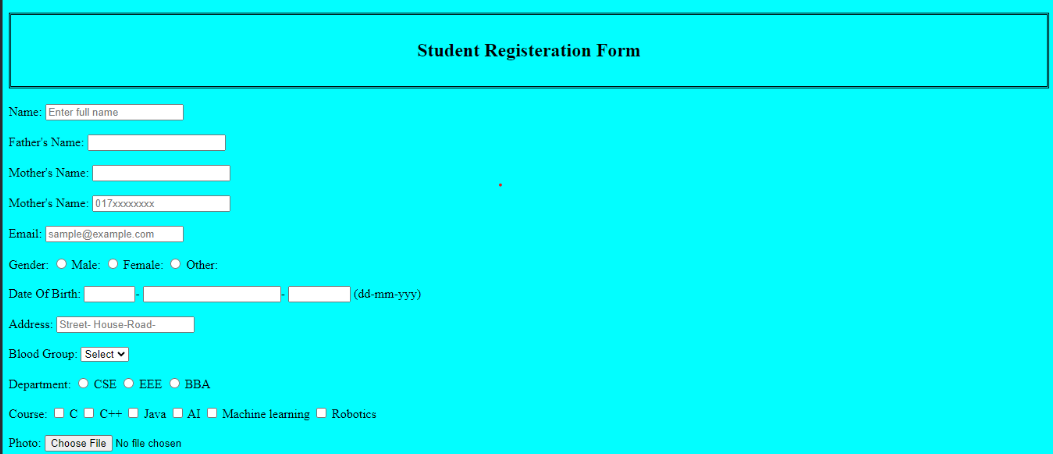 Student Registeration Form
Name: Enter full name
Father's Name:
Mother's Name:
Mother's Name: 017xxxxxxxx
Email: sample@example.com
Gender: Male: Female: Other:
Date Of Birth: - - (dd-mm-yyy)
Address: Street- House-Road-
Blood Group: Select
Department: CSE EEE BBA
Course: C C++ Java AI Machine learning Robotics
Photo: Choose File No file chosen